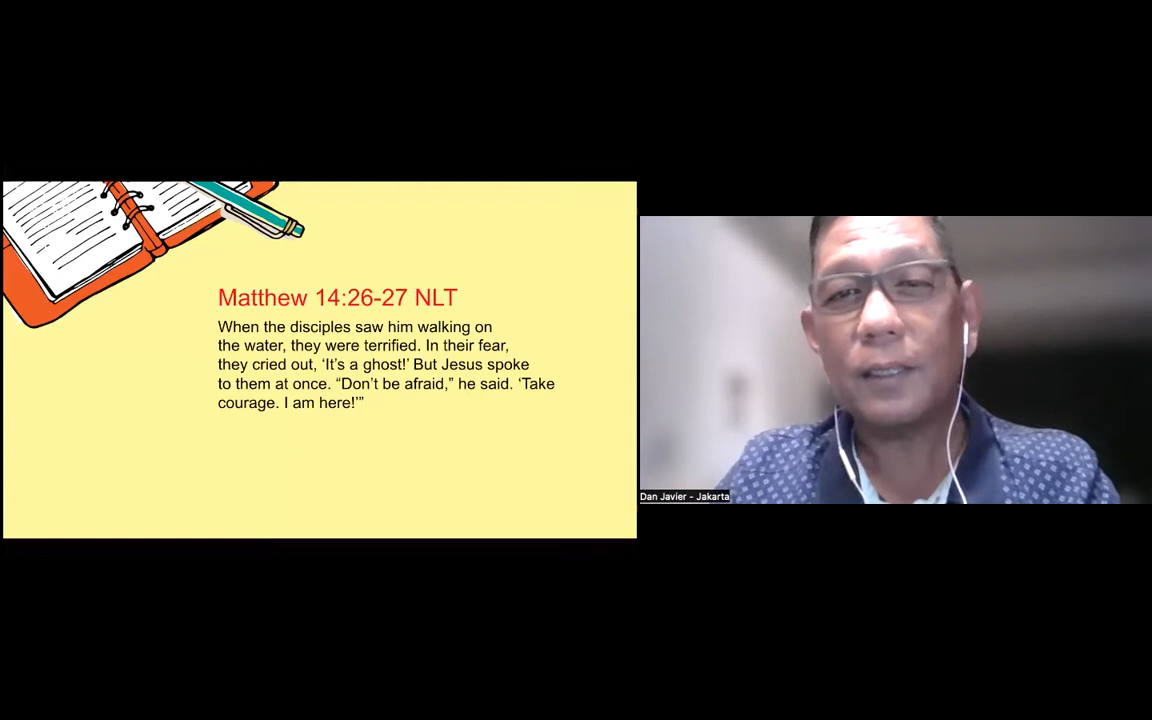 Matthew 14:26-27 NLT
When the disciples saw him walking on
the water, they were terrified. In their fear,
they cried out, ‘It’s a ghost!’ But Jesus spoke
to them at once. “Don’t be afraid,” he said. ‘Take
courage. I am here!’”
Dan Javier - Jakarta